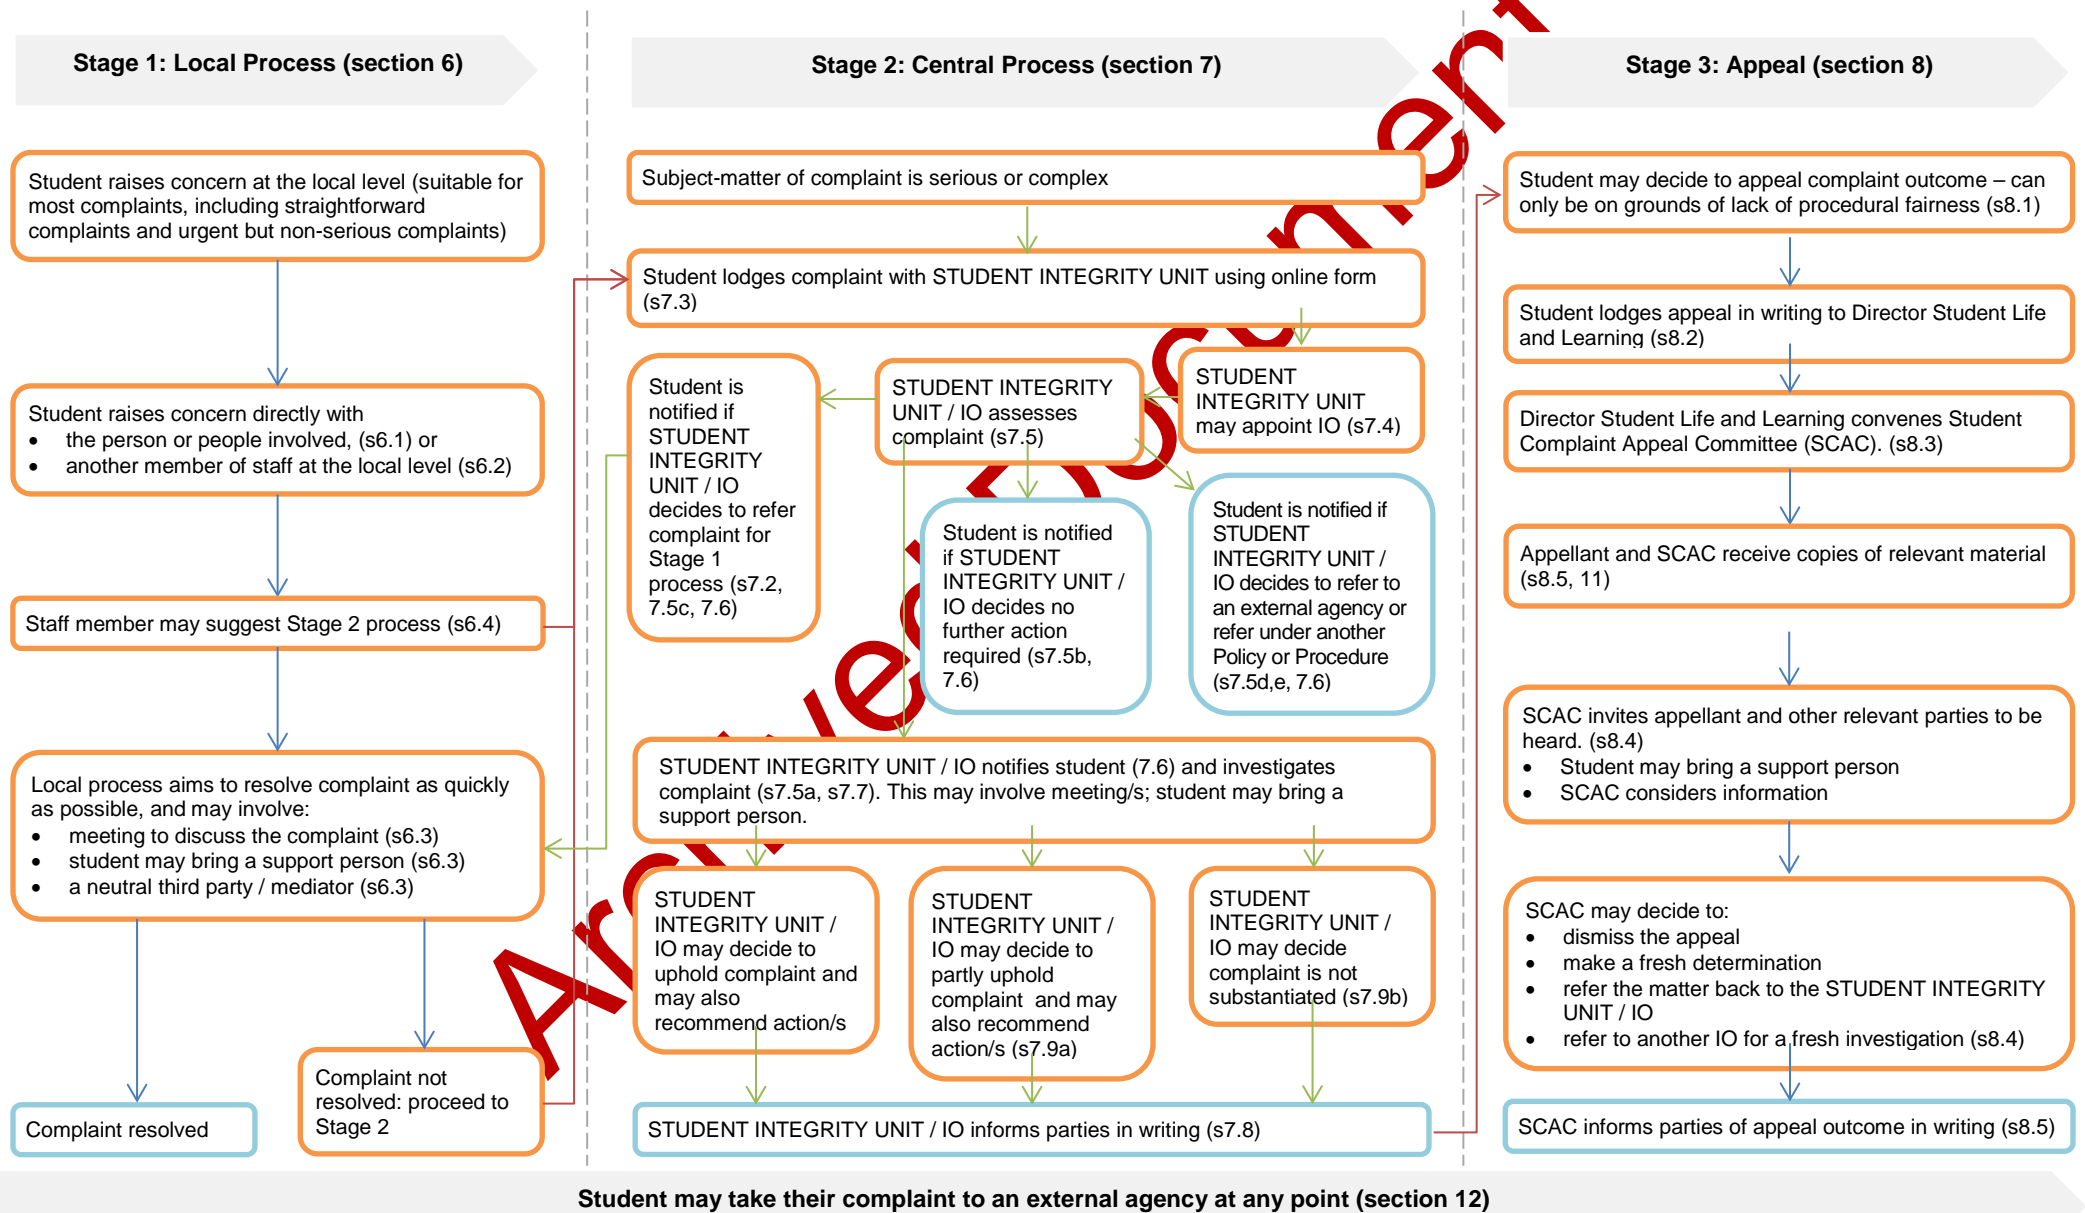 Stage 1: Local Process (section 6)
Student raises concern at the local level (suitable for
most complaints, including straightforward
complaints and urgent but non-serious complaints)
Student raises concern directly with
• the person or people involved, (s6.1) or
• another member of staff at the local level (s6.2)
Staff member may suggest Stage 2 process (s6.4)
Local process aims to resolve complaint as quickly
as possible, and may involve:
• meeting to discuss the complaint (s6.3)
• student may bring a support person (s6.3)
• a neutral third party / mediator (s6.3)
Complaint resolved
Complaint not
resolved: proceed to
Stage 2
Stage 2: Central Process (section 7)
Subject-matter of complaint is serious or complex
Student lodges complaint with STUDENT INTEGRITY UNIT using online form
(s7.3)
STUDENT
INTEGRITY UNIT
may appoint IO (s7.4)
STUDENT INTEGRITY
UNIT / IO assesses
complaint (s7.5)
Student is
notified if
STUDENT
INTEGRITY
UNIT / IO
decides to refer
complaint for
Stage 1
process (s7.2,
7.5c, 7.6)
Student is notified
if STUDENT
INTEGRITY UNIT /
IO decides no
further action
required (s7.5b,
7.6)
Student is notified if
STUDENT
INTEGRITY UNIT /
IO decides to refer to
an external agency or
refer under another
Policy or Procedure
(s7.5d,e, 7.6)
STUDENT INTEGRITY UNIT / IO notifies student (7.6) and investigates
complaint (s7.5a, s7.7). This may involve meeting/s; student may bring a
support person.
STUDENT
INTEGRITY UNIT /
IO may decide to
uphold complaint and
may also
recommend action/s
STUDENT
INTEGRITY UNIT /
IO may decide to
partly uphold
complaint and may
also recommend
action/s (s7.9a)
STUDENT
INTEGRITY UNIT /
IO may decide
complaint is not
substantiated (s7.9b)
STUDENT INTEGRITY UNIT / IO informs parties in writing (s7.8)
Stage 3: Appeal (section 8)
Student may decide to appeal complaint outcome – can
only be on grounds of lack of procedural fairness (s8.1)
Student lodges appeal in writing to Director Student Life
and Learning (s8.2)
Director Student Life and Learning convenes Student
Complaint Appeal Committee (SCAC). (s8.3)
Appellant and SCAC receive copies of relevant material
(s8.5, 11)
SCAC invites appellant and other relevant parties to be
heard. (s8.4)
• Student may bring a support person
• SCAC considers information
SCAC may decide to:
• dismiss the appeal
• make a fresh determination
• refer the matter back to the STUDENT INTEGRITY
UNIT / IO
• refer to another IO for a fresh investigation (s8.4)
SCAC informs parties of appeal outcome in writing (s8.5)
Student may take their complaint to an external agency at any point (section 12)
Archived Document